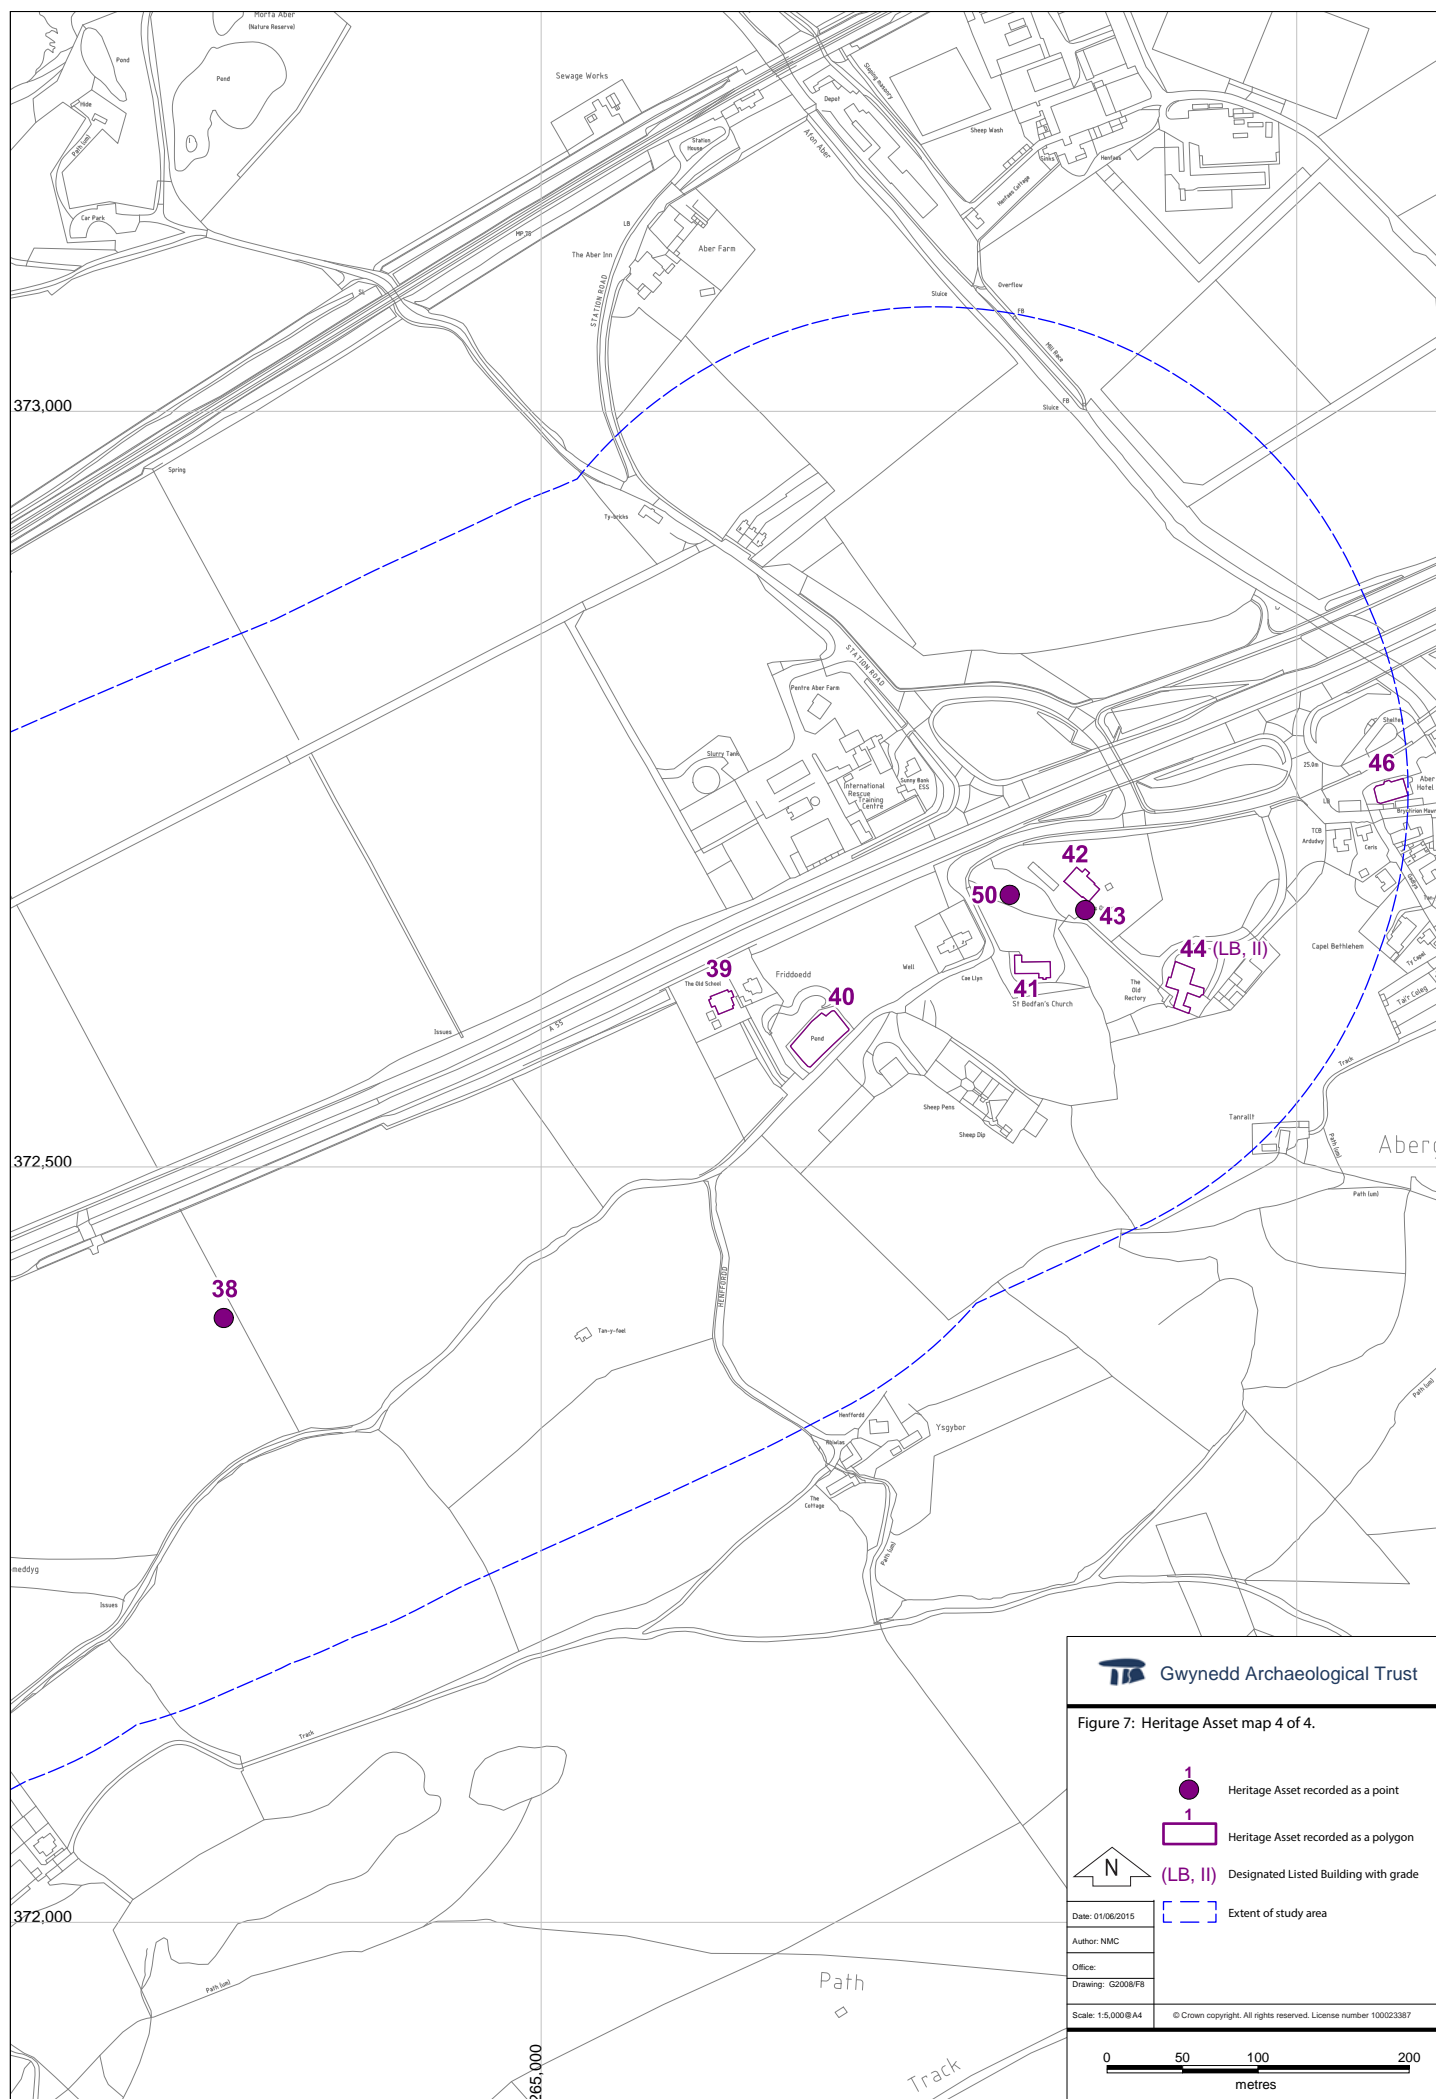 Morfa Aber
(Nature Reserve)
Pond
Pond
Hide
Path (um)
Car Park
Sewage Works
Station
House
Depot
Sloping masonry
Afon Aber
Sheep Wash
Sinks
Henfaes
Henfaes Cottage
MP.75
LB
The Aber Inn
Aber Farm
STATION ROAD
SL
Sluice
Overflow
FB
Mill Race
FB
Sluice
373,000
Spring
Ty-bricks
STATION ROAD
Pentre Aber Farm
Slurry Tank
Sunny Bank
ESS
International
Rescue
Training
Centre
Shelter
25.0m
46
Aber
Hotel
LB
TCB
Ardudwy
Ceris
42
50
43
44 (LB, II)
Capel Bethlehem
Ty Capel
Tai'r Coleg
39
The Old School
Friddoedd
40
Pond
Well
Cae Llyn
41
St Bodfan's Church
The
Old
Rectory
Issues
A 55
Track
Sheep Pens
Sheep Dip
Tanrallt
Path (um)
Aberg
372,500
Path (um)
HENFFORDD
38
Tan-y-foel
Path (um)
Henffordd
Ysgybor
The
Cottage
Path (um)
meddyg
Issues
Track
372,000
Path (um)
Path
Track
265,000
Gwynedd Archaeological Trust
Figure 7: Heritage Asset map 4 of 4.
1
Heritage Asset recorded as a point
1
Heritage Asset recorded as a polygon
N
(LB, II) Designated Listed Building with grade
Extent of study area
Date: 01/06/2015
Author: NMC
Office:
Drawing: G2008/F8
Scale: 1:5,000@A4
© Crown copyright. All rights reserved. License number 100023387
0 50 100 200
metres